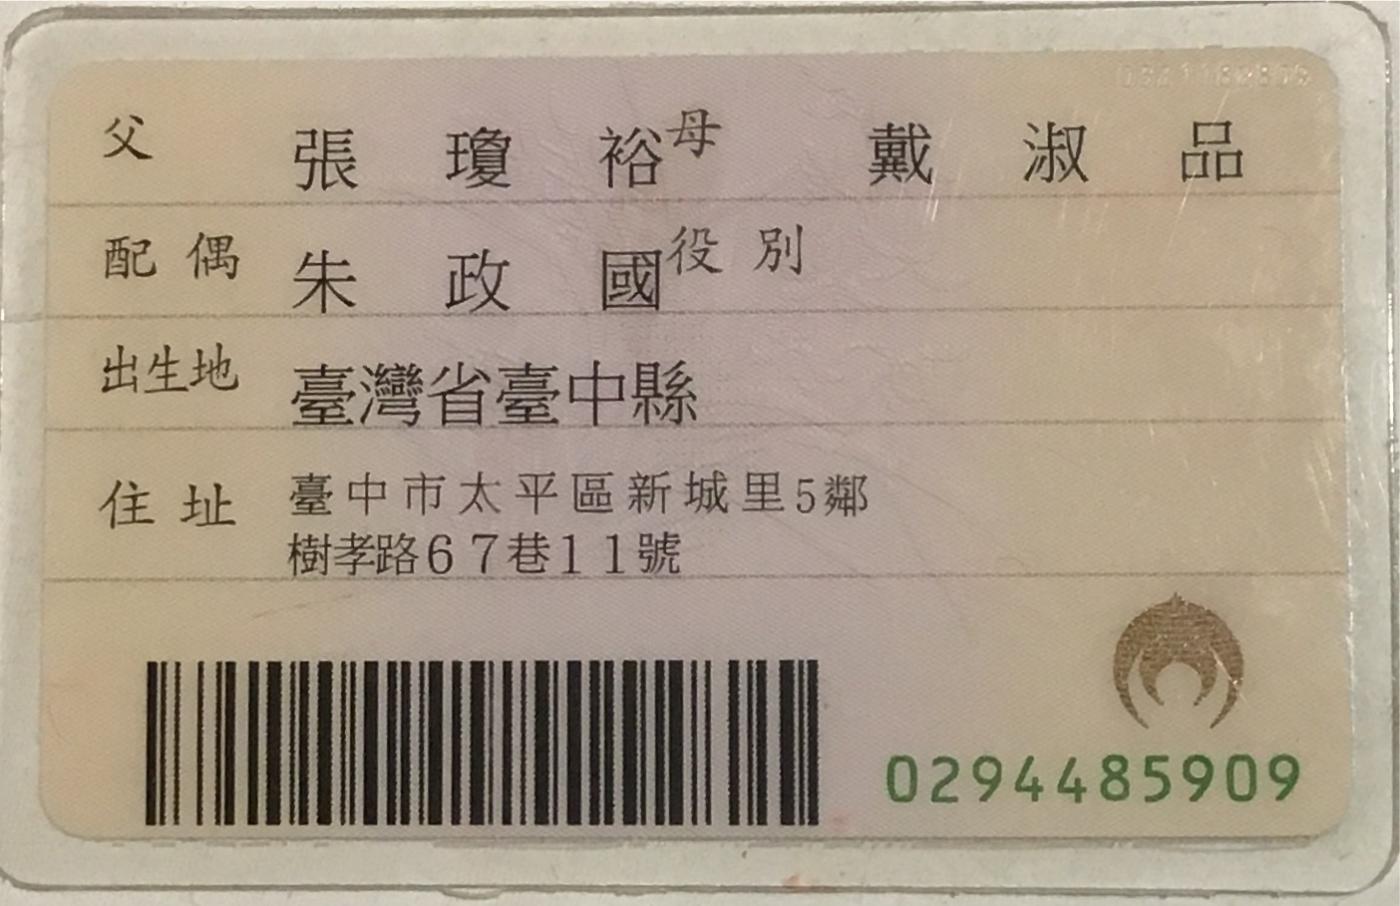 父 張瓊裕 母 戴淑品
配偶 朱政國 役別
出生地 臺灣省臺中縣
住址 臺中市太平區新城里5鄰
樹孝路67巷11號
0294485909